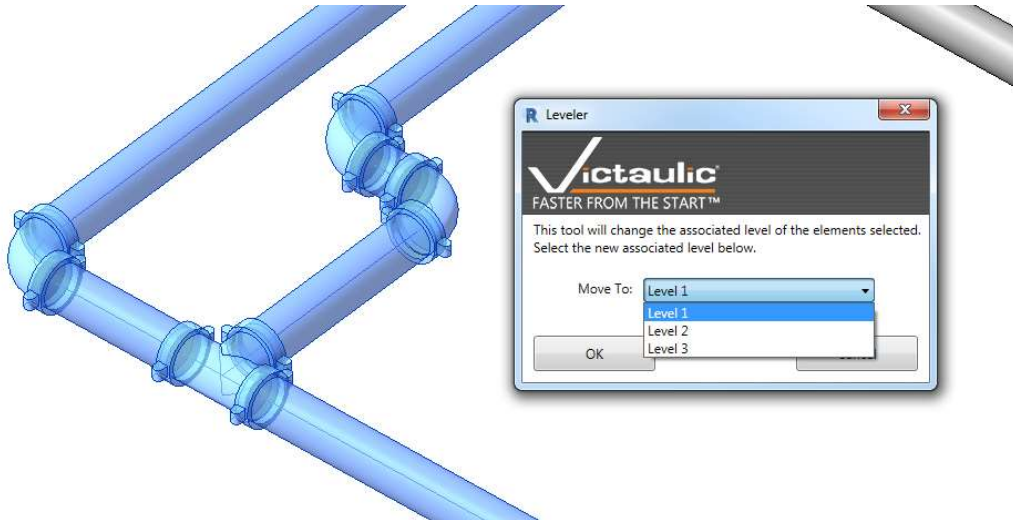 Leveler
Victaulic®
FASTER FROM THE START™
This tool will change the associated level of the elements selected.
Select the new associated level below.
Move To: Level 1
Level 1
Level 2
Level 3
OK